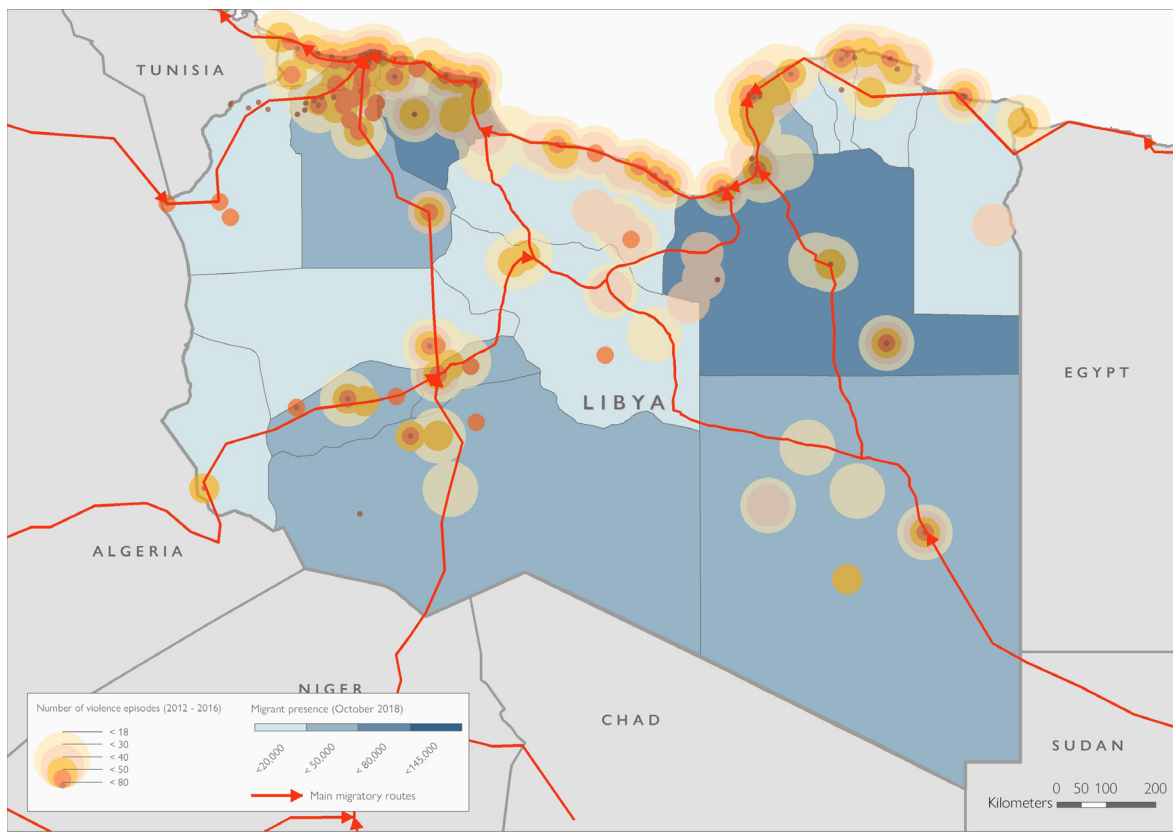 TUNISIA
LIBYA
EGYPT
ALGERIA
NIGER
CHAD
SUDAN
Number of violence episodes (2012 - 2016)
< 18
< 30
< 40
< 50
< 80
Migrant presence (October 2018)
<20,000
< 50,000
< 80,000
<145,000
Main migratory routes
0 50 100 200
Kilometers